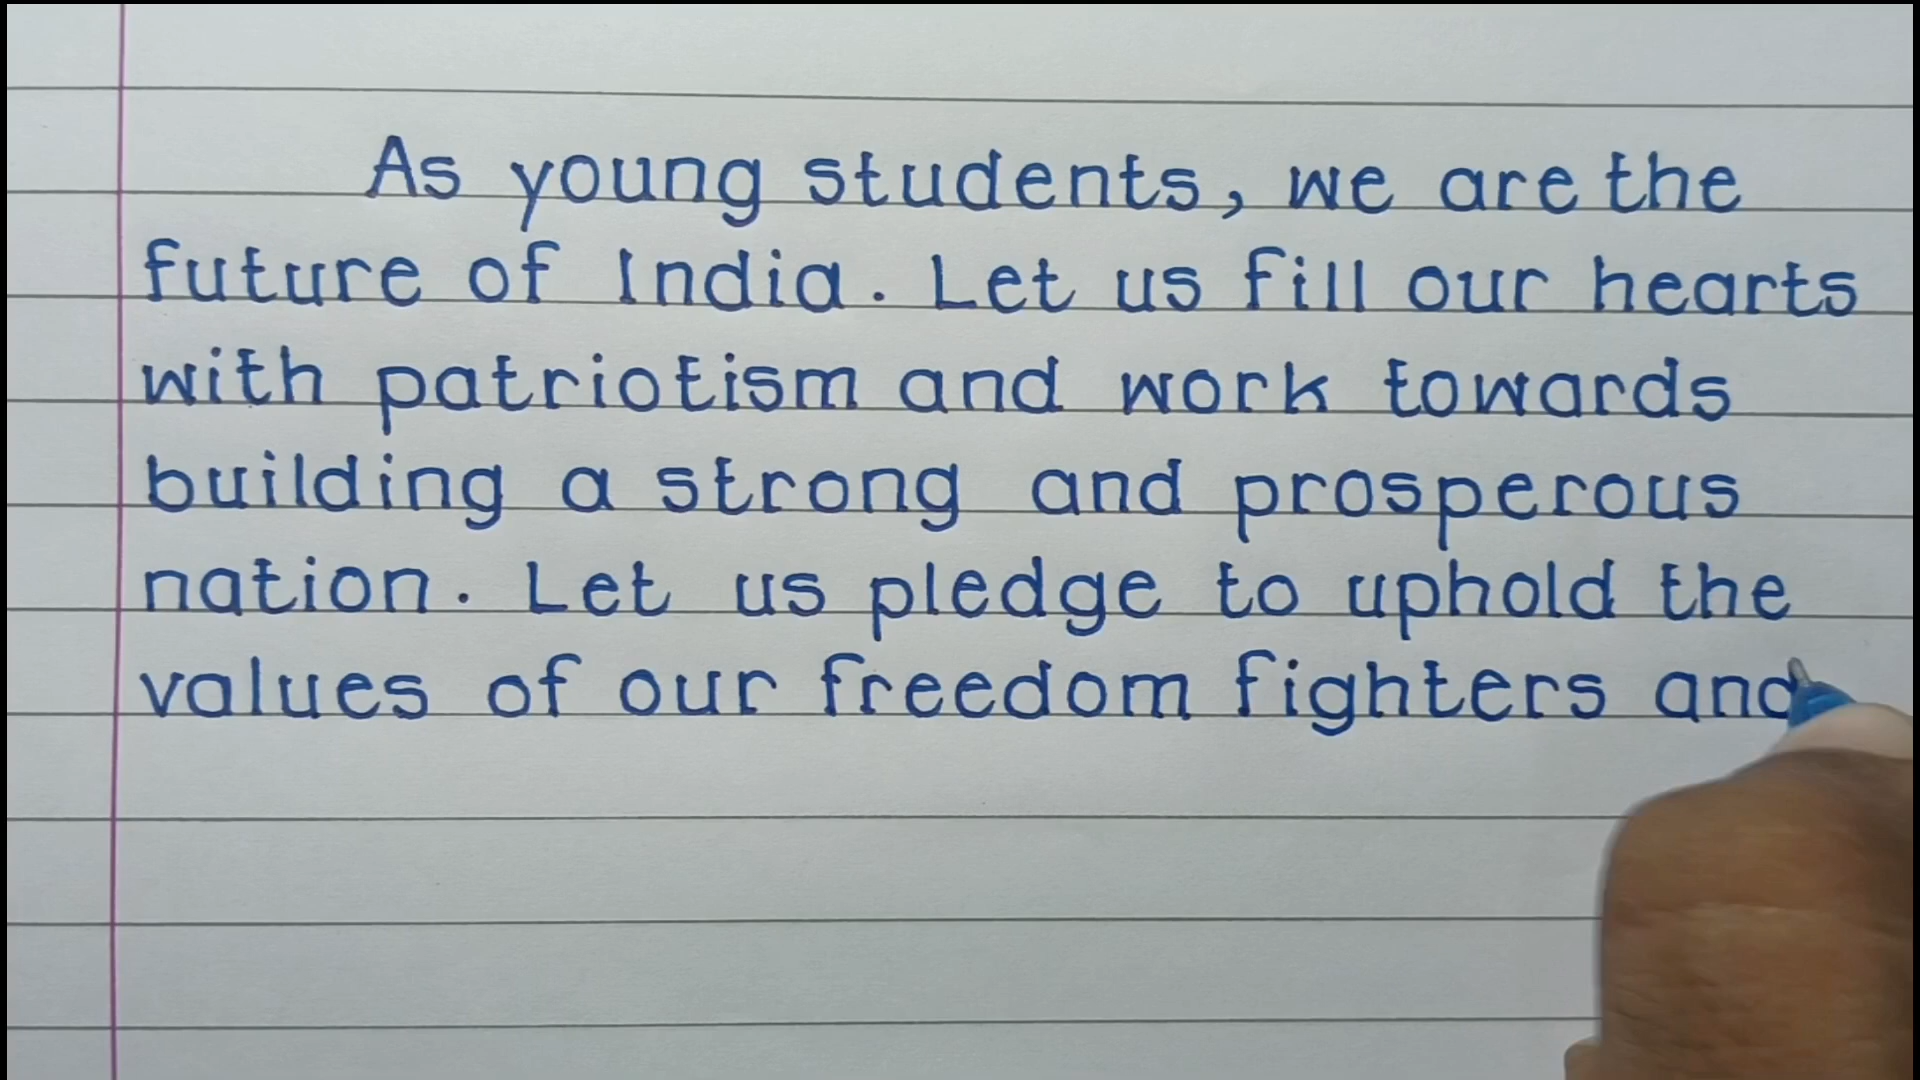 As young students, we are the
future of India. Let us fill our hearts
with patriotism and work towards
building a strong and prosperous
nation. Let us pledge to uphold the
values of our freedom fighters and